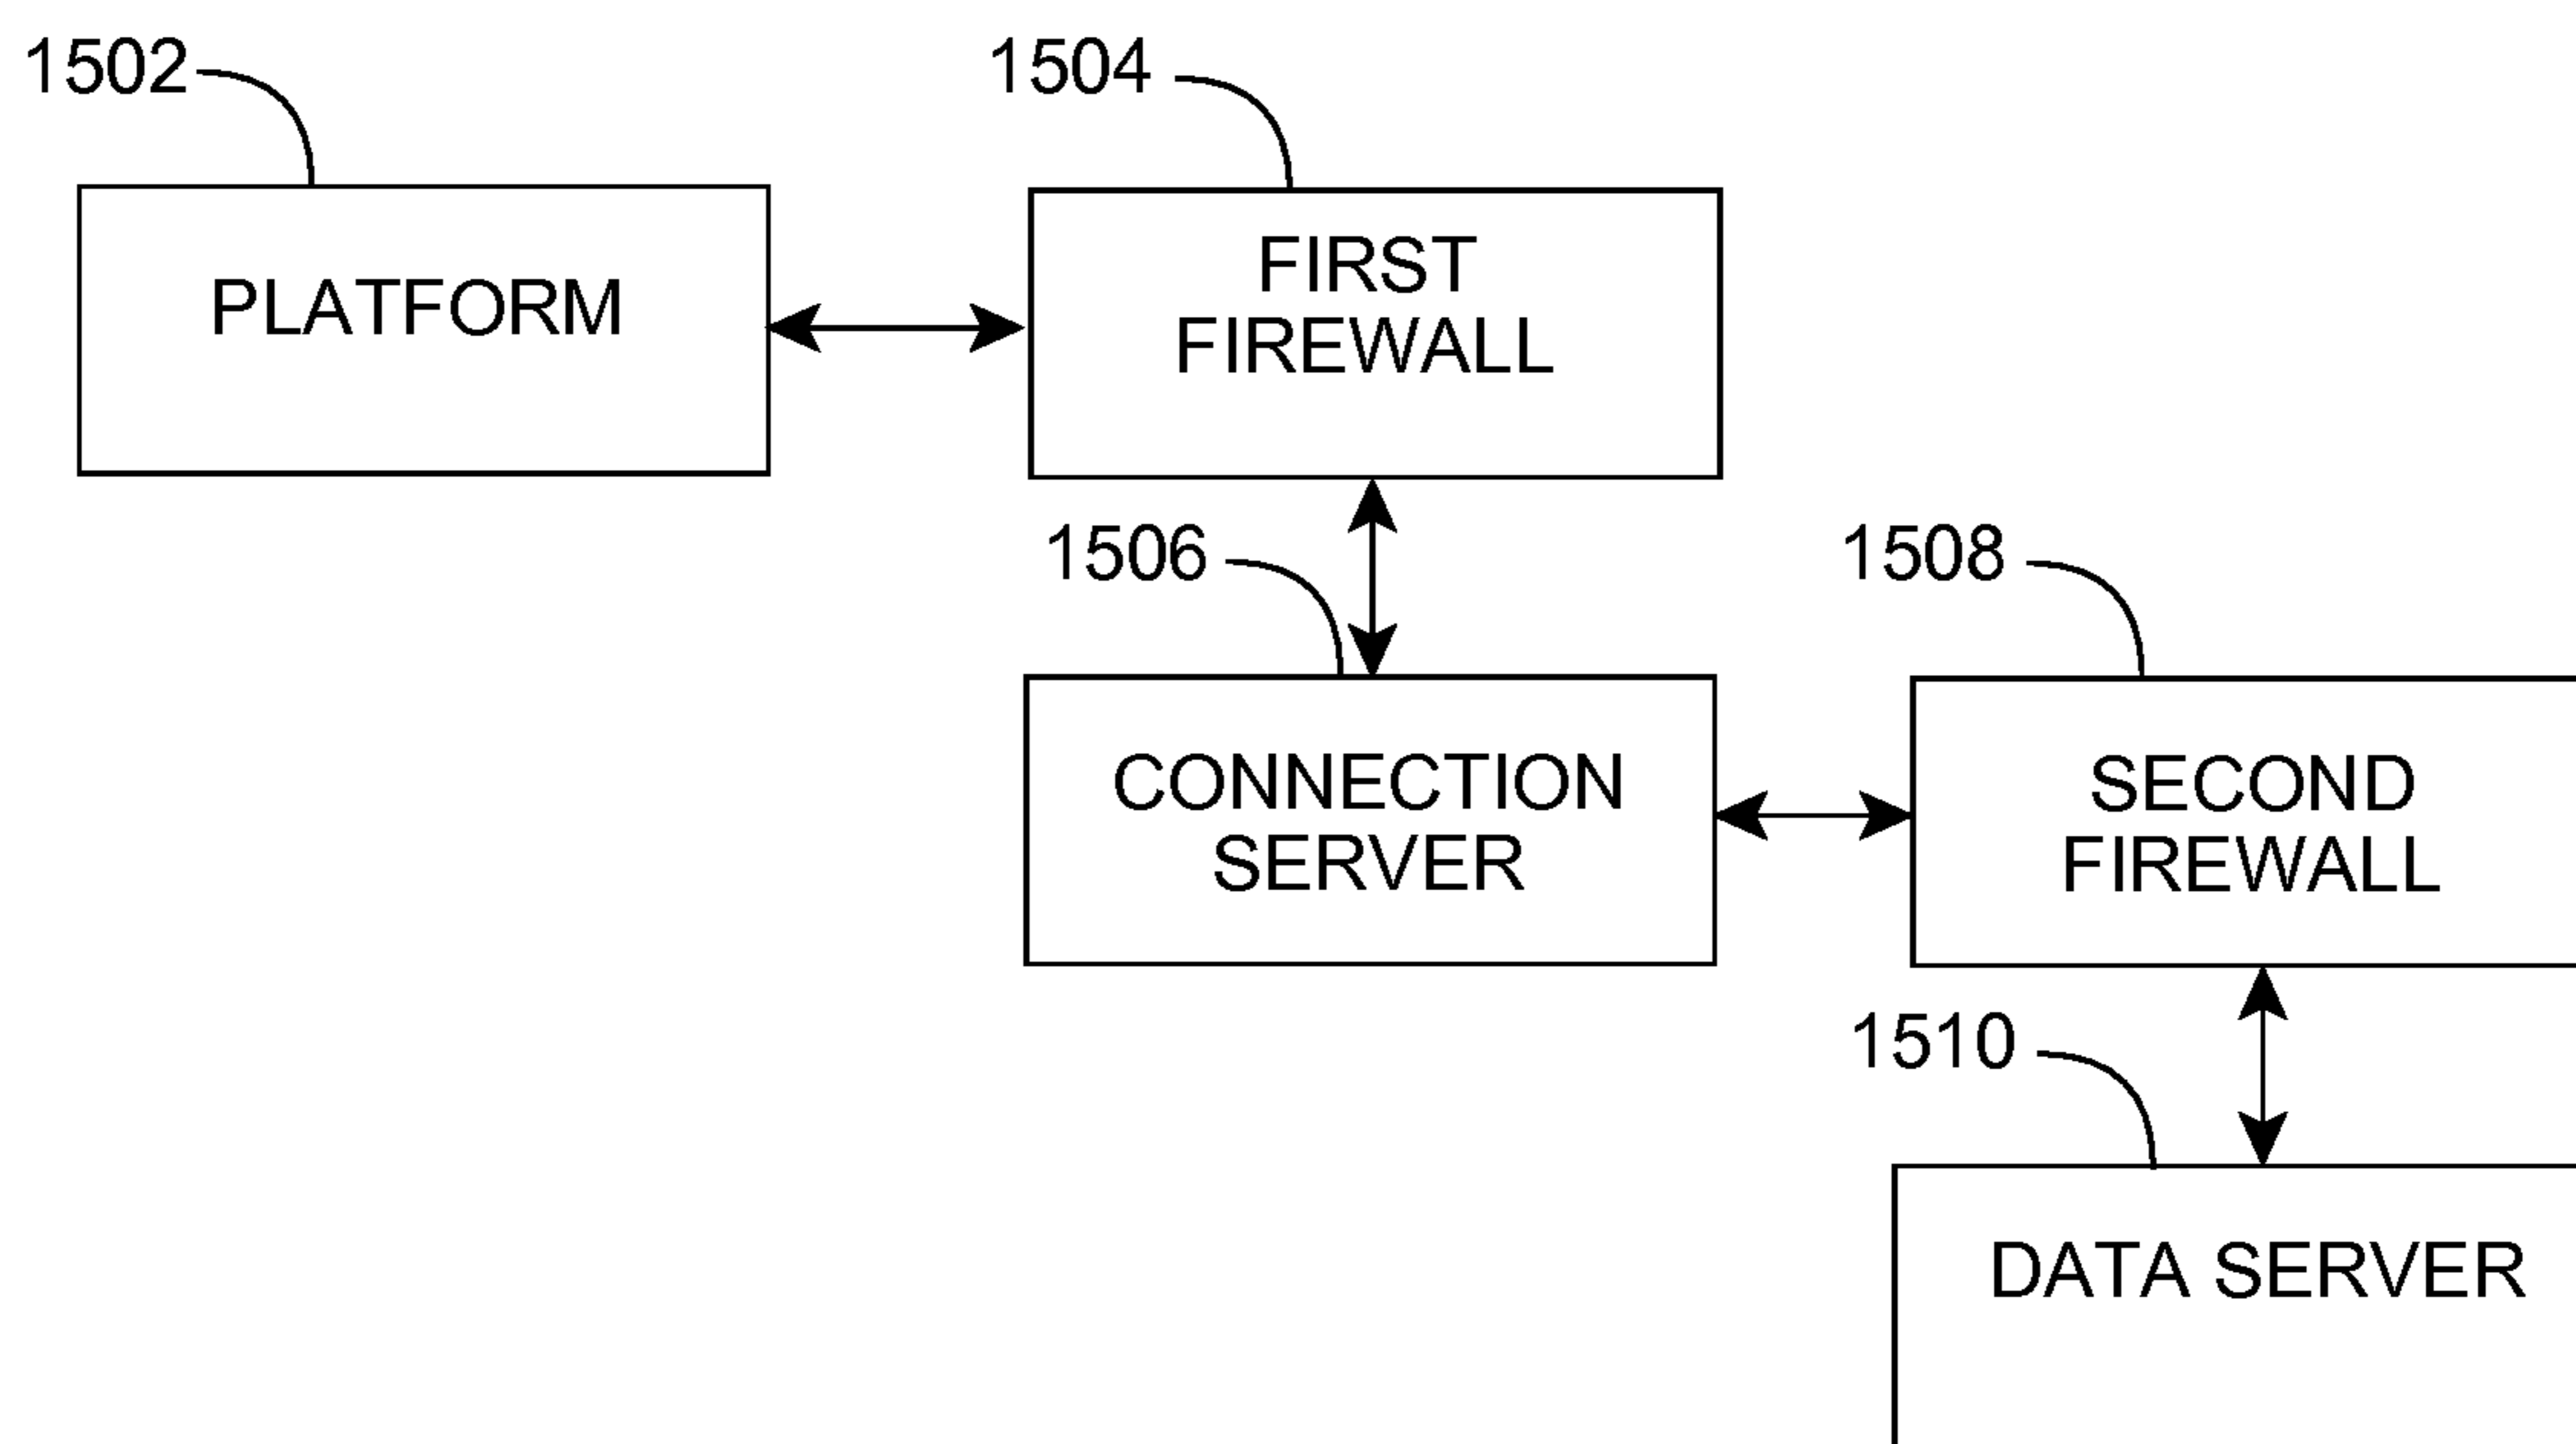 1502
1504
PLATFORM
FIRST
FIREWALL
1506
1508
CONNECTION
SERVER
SECOND
FIREWALL
1510
DATA SERVER